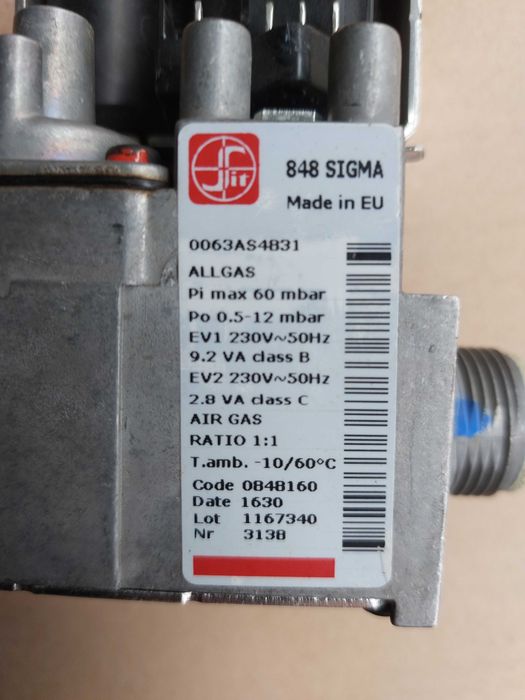 Sit
848 SIGMA
Made in EU
0063AS4831
ALLGAS
Pi max 60 mbar
Po 0.5-12 mbar
EV1 230V~50Hz
9.2 VA class B
EV2 230V~50Hz
2.8 VA class C
AIR GAS
RATIO 1:1
T.amb. -10/60°C
Code 0848160
Date 1630
Lot 1167340
Nr 3138